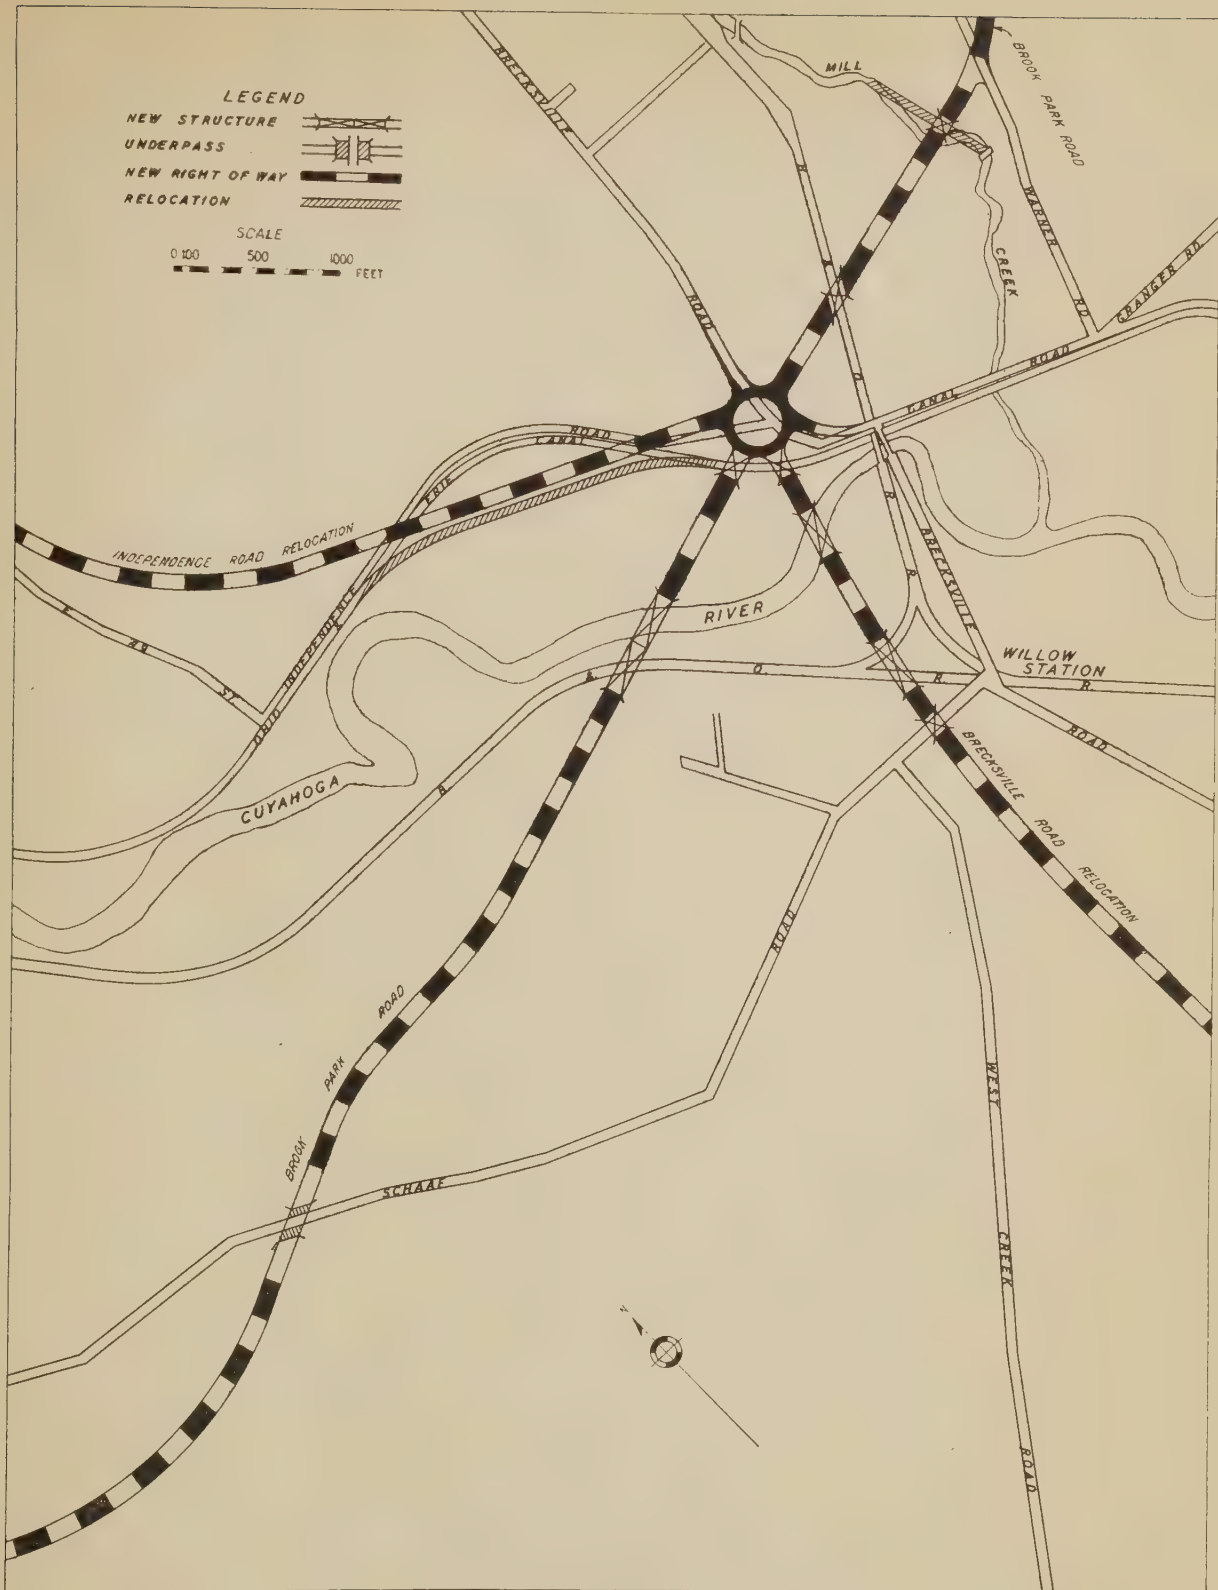 LEGEND
NEW STRUCTURE
UNDERPASS
NEW RIGHT OF WAY
RELOCATION
SCALE
0 100 500 1000
FEET
BRECKSVILLE
ROAD
MILL
CREEK
BROOK PARK ROAD
WARNER
RD
GRANGER RD.
CANAL
ROAD
B.
&
O.
R.
R.
ROAD
CANAL
ERIE
INDEPENDENCE ROAD RELOCATION
INDEPENDENCE
&
OHIO
E.
ST.
RIVER
CUYAHOGA
BRECKSVILLE
ROAD
WILLOW
STATION
B.
&
O.
R.
R.
BRECKSVILLE
ROAD
RELOCATION
ROAD
SCHAAF
BROOK
PARK
ROAD
WEST
CREEK
ROAD
N